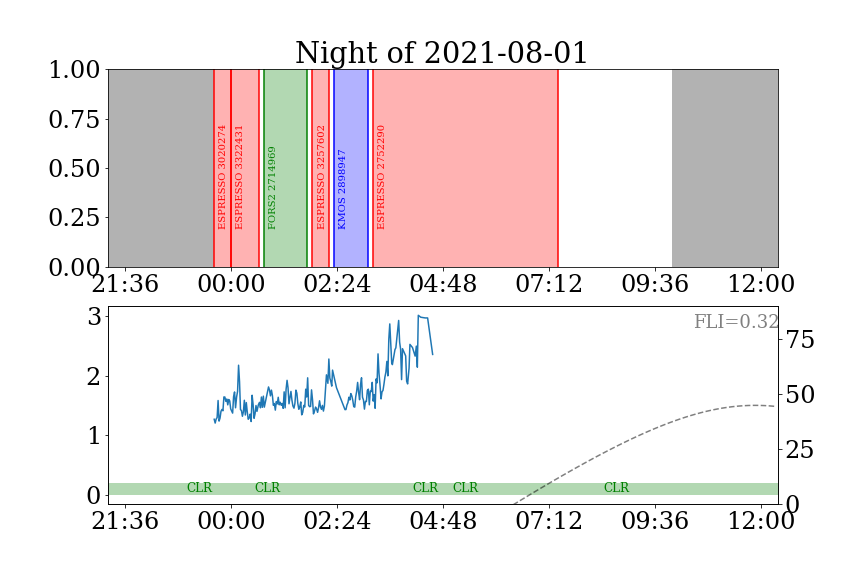 Night of 2021-08-01
1.00
0.75
0.50
0.25
0.00
ESPRESSO 3020274
ESPRESSO 3322431
FORS2 2714969
ESPRESSO 3257602
KMOS 2898947
ESPRESSO 2752290
21:36 00:00 02:24 04:48 07:12 09:36 12:00
FLI=0.32
3
2
1
0
75
50
25
0
CLR CLR CLR CLR CLR
21:36 00:00 02:24 04:48 07:12 09:36 12:00